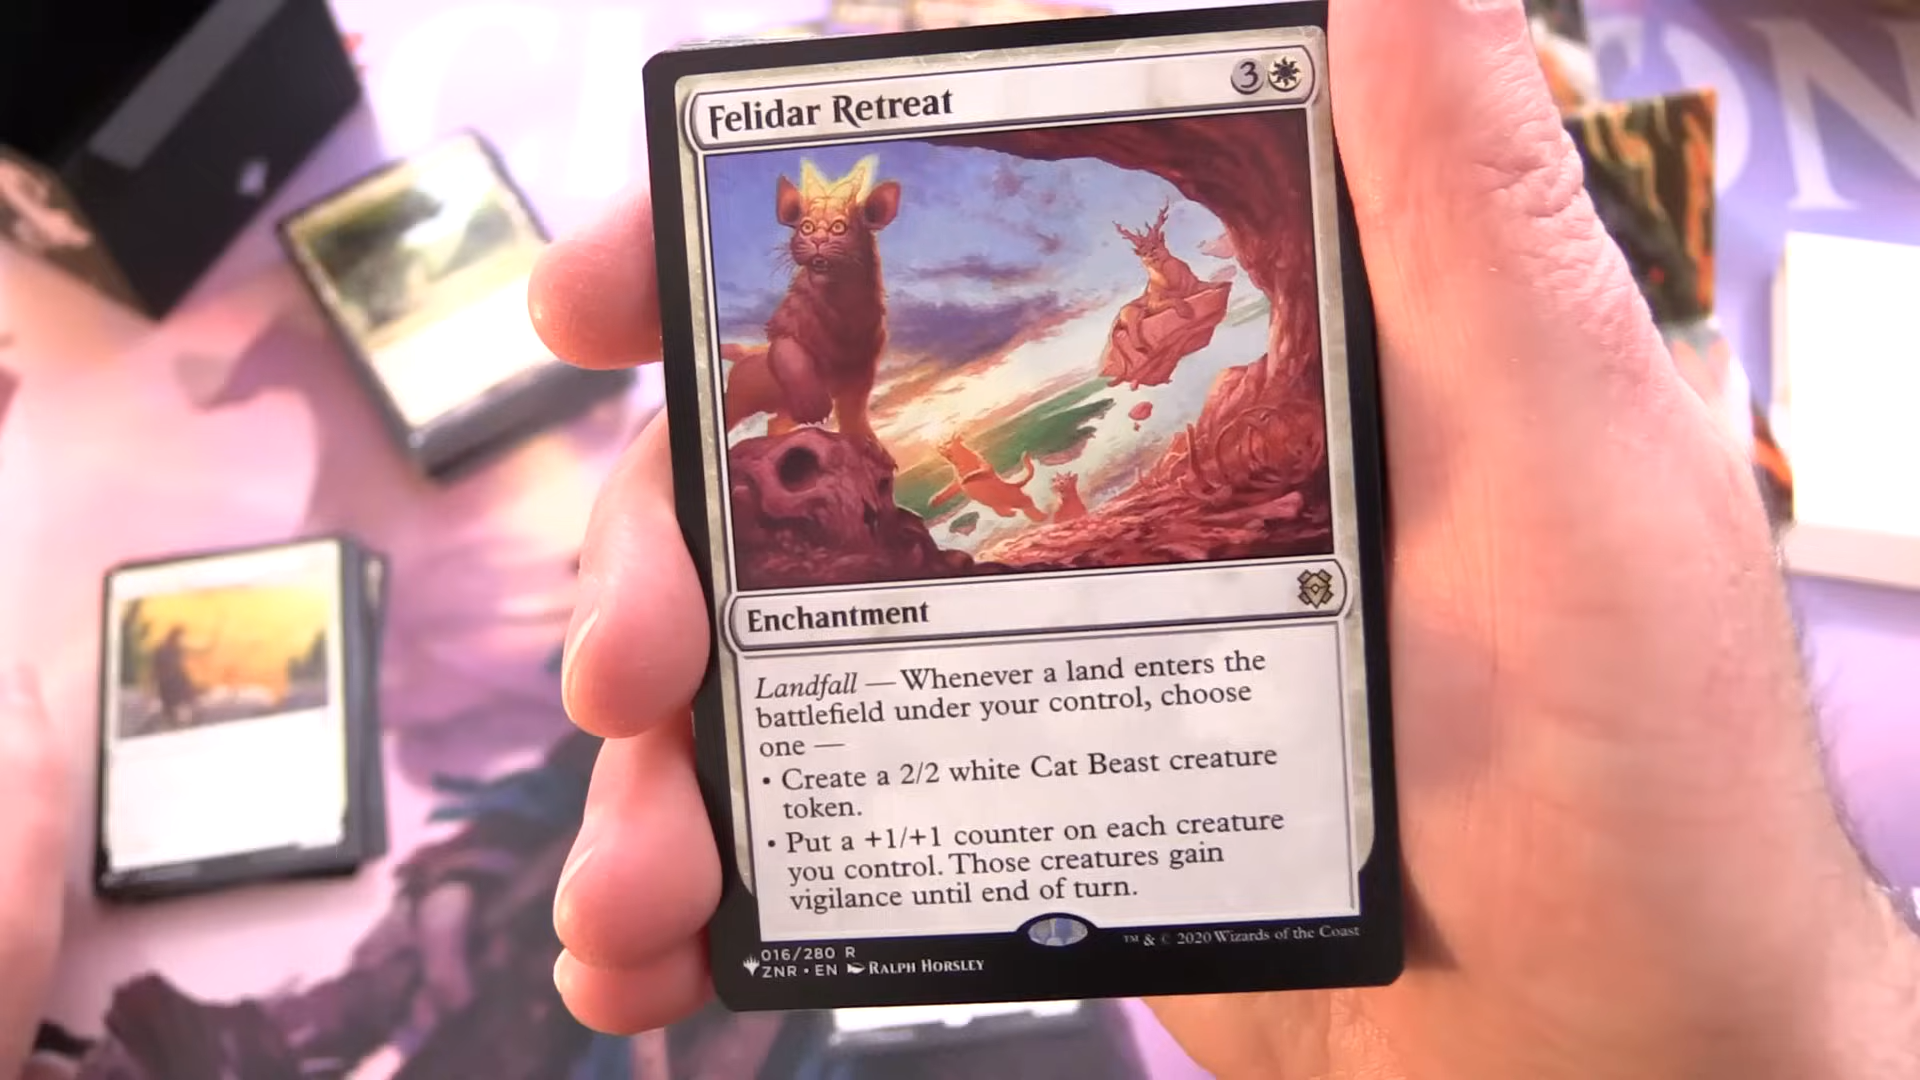 Felidar Retreat
3
Enchantment
Landfall — Whenever a land enters the
battlefield under your control, choose
one —
• Create a 2/2 white Cat Beast creature
token.
• Put a +1/+1 counter on each creature
you control. Those creatures gain
vigilance until end of turn.
016/280 R
ZNR • EN RALPH HORSLEY
™ & © 2020 Wizards of the Coast